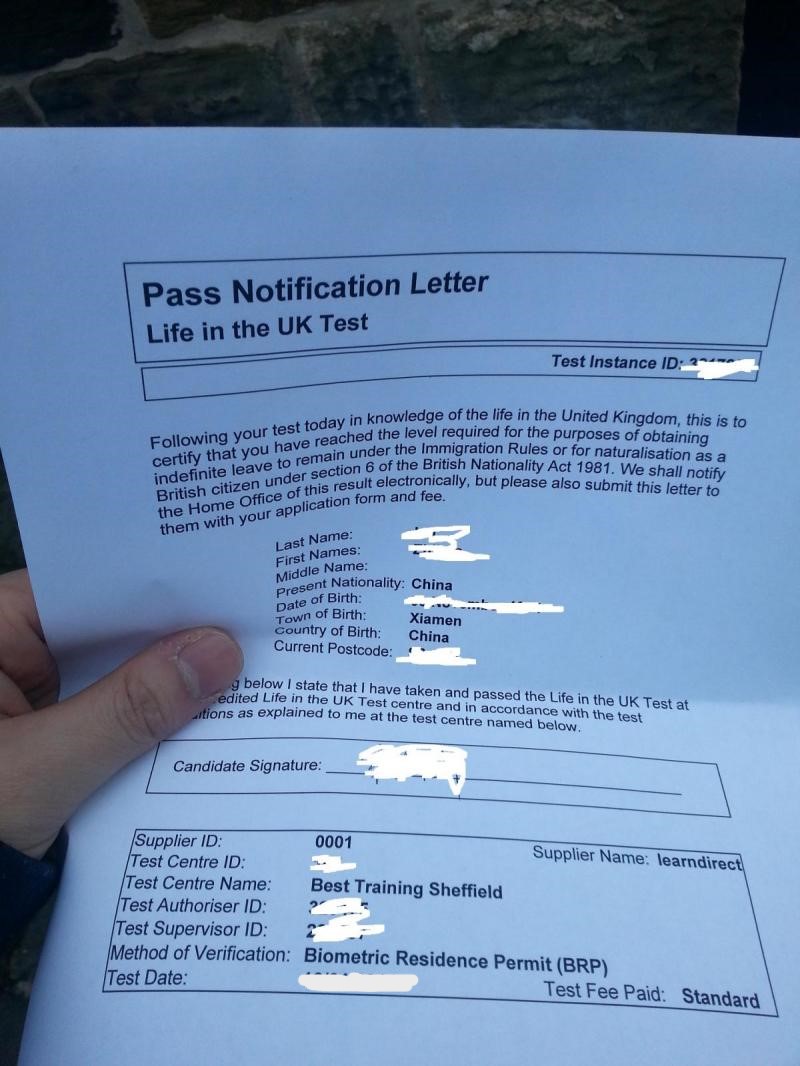 Pass Notification Letter
Life in the UK Test
Test Instance ID:
Following your test today in knowledge of the life in the United Kingdom, this is to
certify that you have reached the level required for the purposes of obtaining
indefinite leave to remain under the Immigration Rules or for naturalisation as a
British citizen under section 6 of the British Nationality Act 1981. We shall notify
the Home Office of this result electronically, but please also submit this letter to
them with your application form and fee.
Last Name:
First Names:
Middle Name:
Present Nationality: China
Date of Birth:
Town of Birth: Xiamen
Country of Birth: China
Current Postcode:
below I state that I have taken and passed the Life in the UK Test at
Life in the UK Test centre and in accordance with the test
as explained to me at the test centre named below.
Candidate Signature:
Supplier ID: 0001 Supplier Name: learndirect
Test Centre ID:
Test Centre Name: Best Training Sheffield
Test Authoriser ID:
Test Supervisor ID:
Method of Verification: Biometric Residence Permit (BRP)
Test Date: Test Fee Paid: Standard